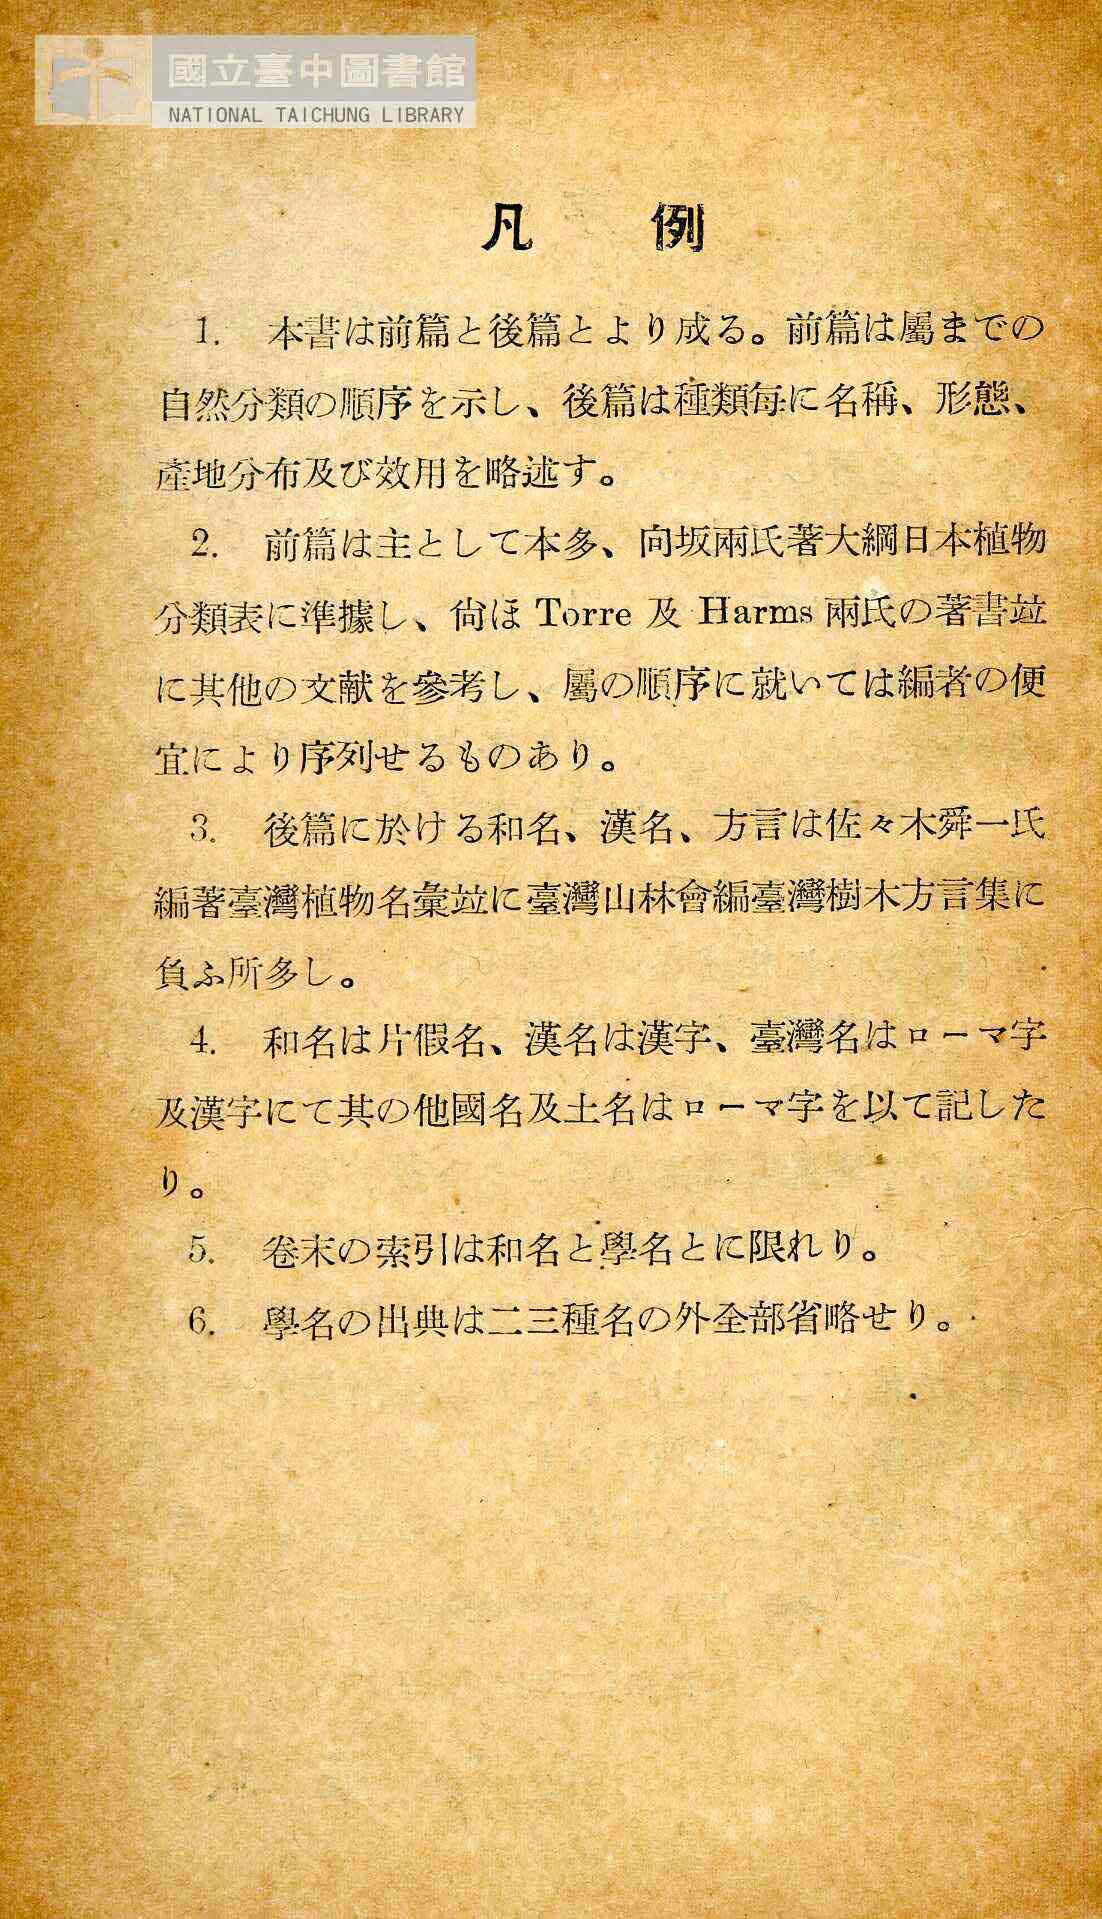 國立臺中圖書館
NATIONAL TAICHUNG LIBRARY
凡 例
1. 本書は前篇と後篇とより成る。前篇は屬までの
自然分類の順序を示し、後篇は種類每に名稱、形態、
產地分布及び效用を略述す。
2. 前篇は主として本多、向坂兩氏著大綱日本植物
分類表に準據し、尙ほ Torre 及 Harms 兩氏の著書竝
に其他の文献を參考し、屬の順序に就いては編者の便
宜により序列せるものあり。
3. 後篇に於ける和名、漢名、方言は佐々木舜一氏
編著臺灣植物名彙竝に臺灣山林會編臺灣樹木方言集に
負ふ所多し。
4. 和名は片假名、漢名は漢字、臺灣名はローマ字
及漢字にて其の他國名及土名はローマ字を以て記した
り。
5. 卷末の索引は和名と學名とに限れり。
6. 學名の出典は二三種名の外全部省略せり。